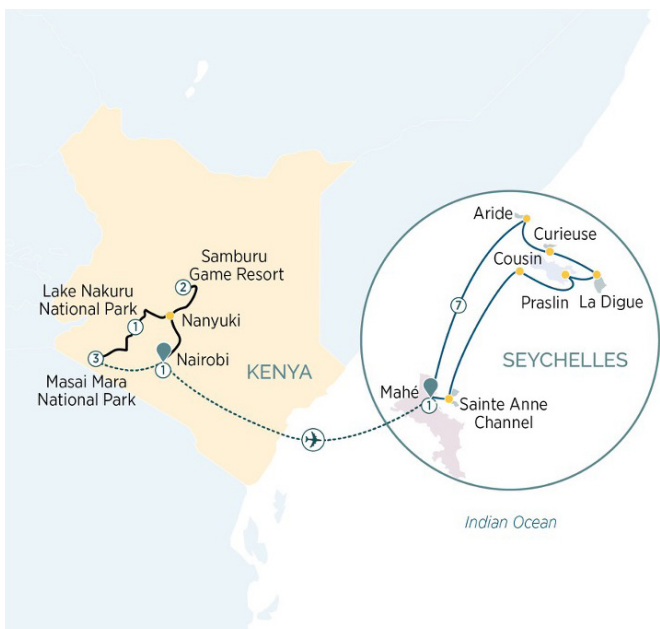 Aride
Curieuse
Cousin
Samburu
Game Resort
2
Lake Nakuru
National Park
Praslin
La Digue
7
1
Nanyuki
3
Nairobi
SEYCHELLES
1
KENYA
Masai Mara
National Park
Mahé
1
Sainte Anne
Channel
Indian Ocean